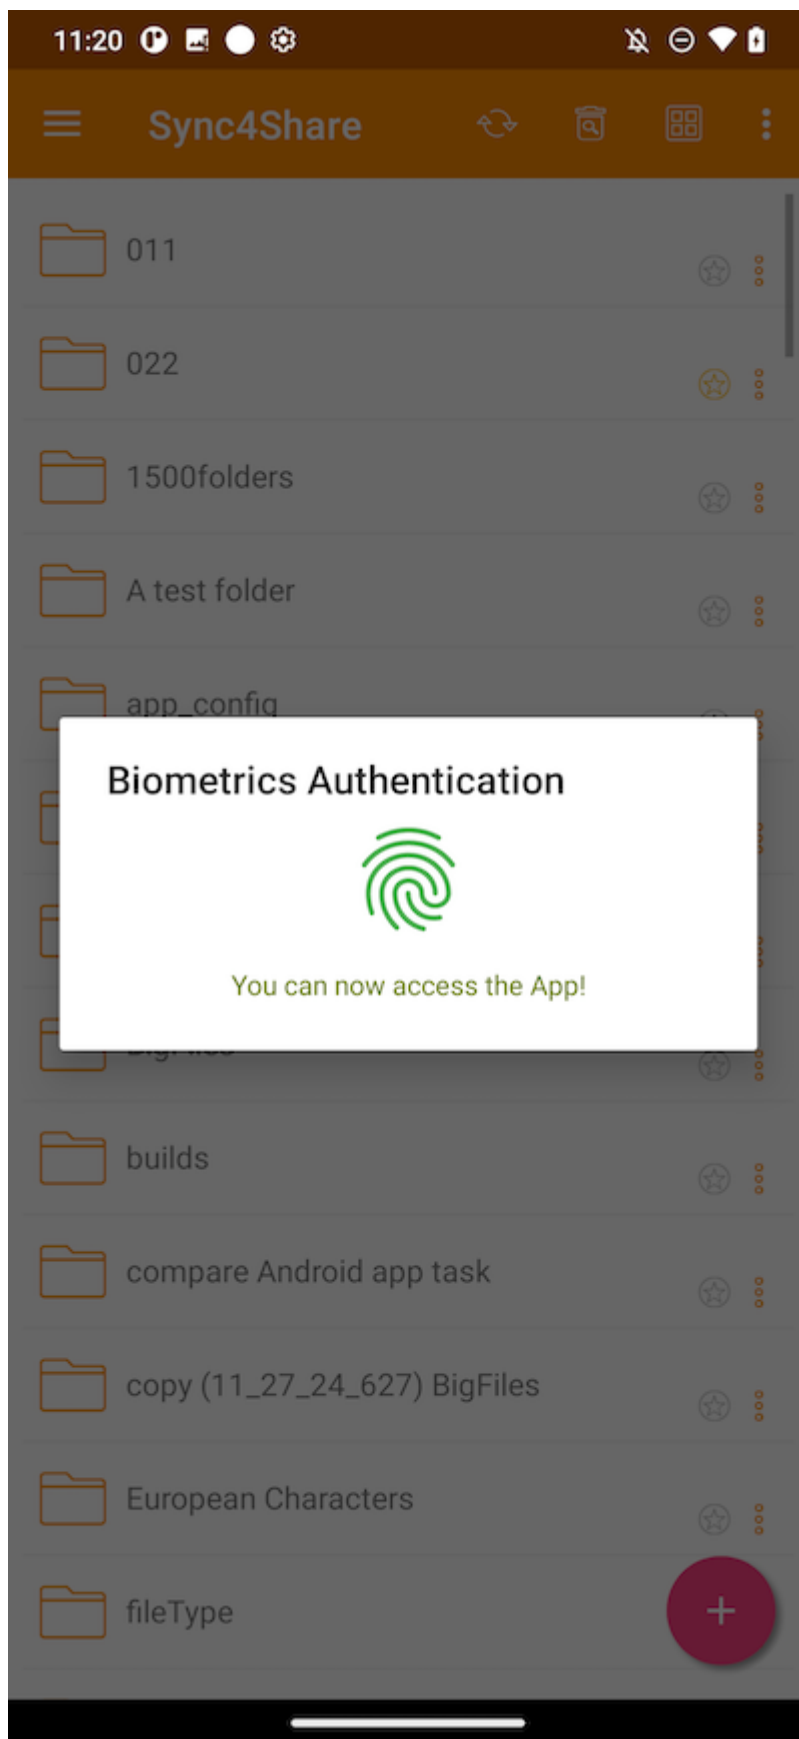 11:20
Sync4Share
011
022
1500folders
A test folder
app_config
Biometrics Authentication
You can now access the App!
BigFiles
builds
compare Android app task
copy (11_27_24_627) BigFiles
European Characters
fileType